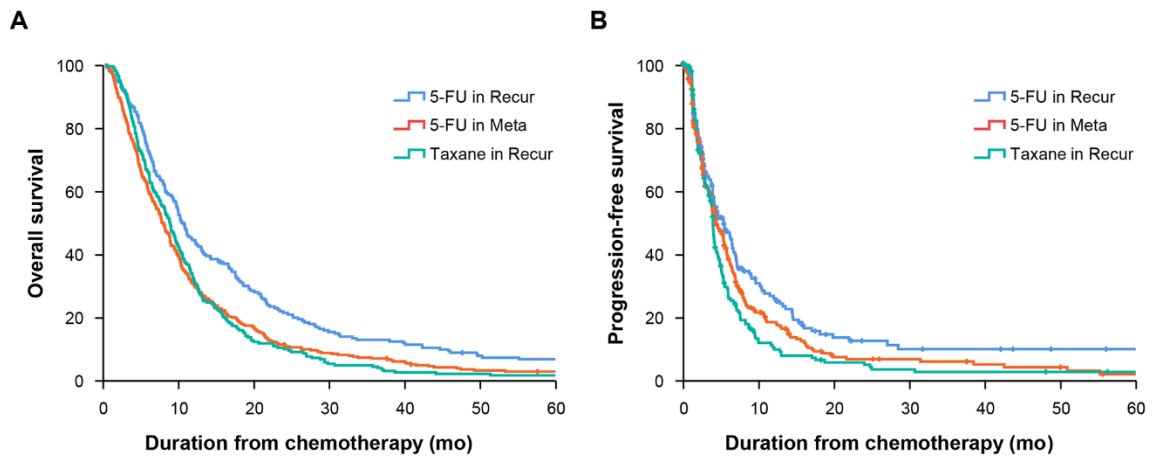 A
Overall survival
100
80
60
40
20
0
5-FU in Recur
5-FU in Meta
Taxane in Recur
0 10 20 30 40 50 60
Duration from chemotherapy (mo)
B
Progression-free survival
100
80
60
40
20
0
5-FU in Recur
5-FU in Meta
Taxane in Recur
0 10 20 30 40 50 60
Duration from chemotherapy (mo)